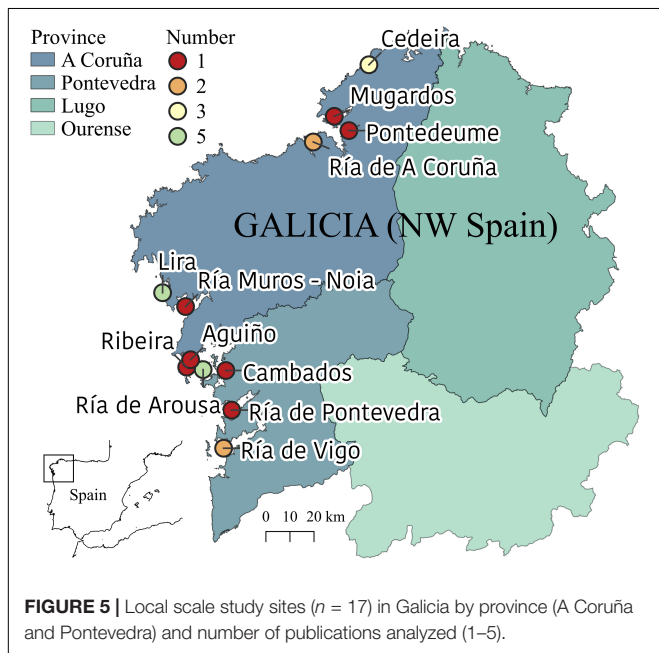 Province
A Coruña
Pontevedra
Lugo
Ourense
Number
1
2
3
5
Cedeira
Mugardos
Pontedeume
Ría de A Coruña
GALICIA (NW Spain)
Lira
Ría Muros - Noia
Ribeira
Aguiño
Cambados
Ría de Arousa
Ría de Pontevedra
Ría de Vigo
Spain
0 10 20 km
FIGURE 5 | Local scale study sites (n = 17) in Galicia by province (A Coruña
and Pontevedra) and number of publications analyzed (1–5).